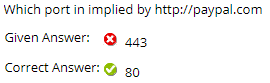 Which port in implied by http://paypal.com
Given Answer: 443
Correct Answer: 80